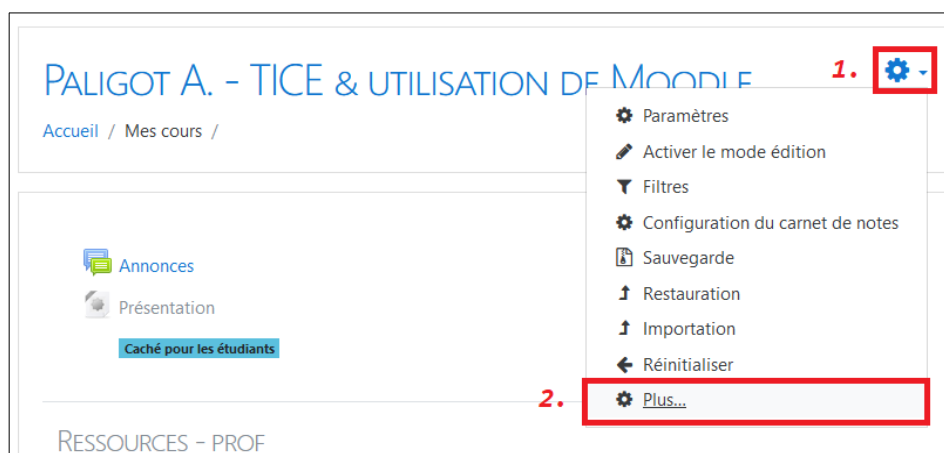 PALIGOT A. - TICE & UTILISATION DE MOODLE
1.
Accueil / Mes cours /
Paramètres
Activer le mode édition
Filtres
Configuration du carnet de notes
Sauvegarde
Restauration
Importation
Réinitialiser
2.
Plus...
Annonces
Présentation
Caché pour les étudiants
RESSOURCES - PROF